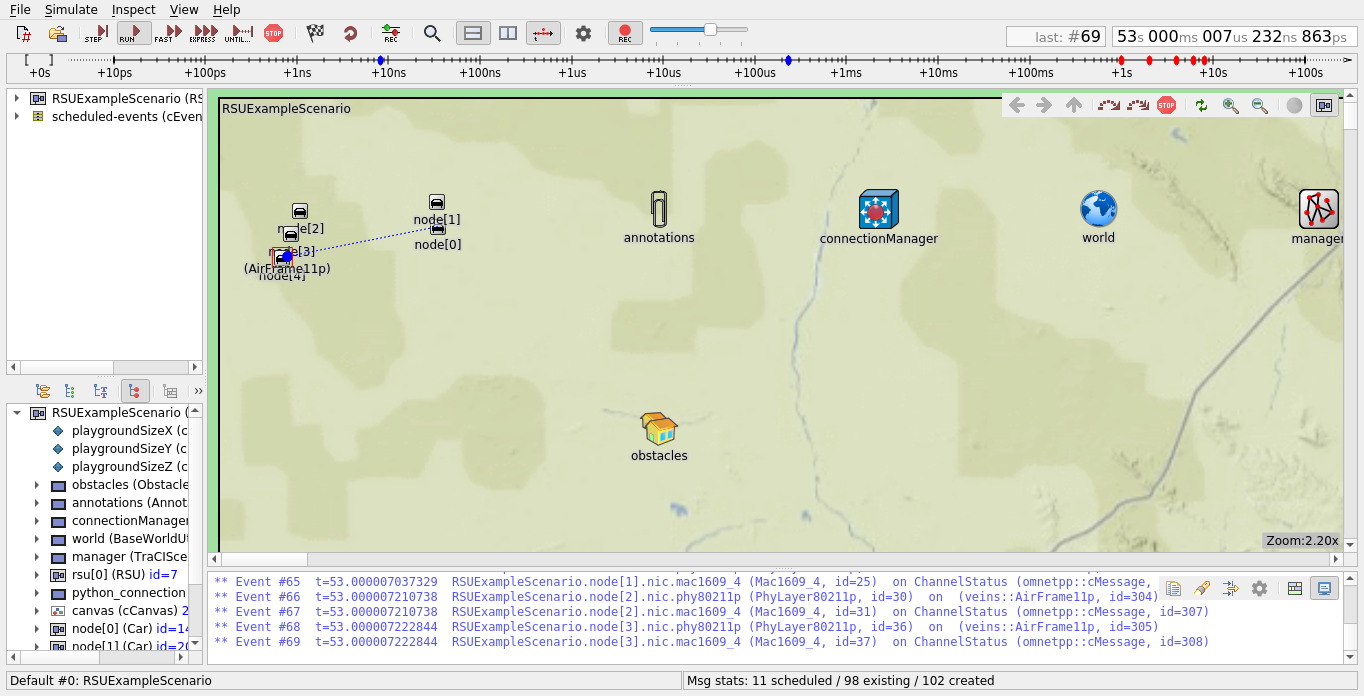 File Simulate Inspect View Help
STEP RUN FAST EXPRESS UNTIL... STOP REC REC
last: #69 53s 000ms 007us 232ns 863ps
+0s +10ps +100ps +1ns +10ns +100ns +1us +10us +100us +1ms +10ms +100ms +1s +10s +100s
RSUExampleScenario (RS
scheduled-events (cEven
RSUExampleScenario
STOP
node[2]
node[1]
node[3]
node[0]
(AirFrame11p)
node[4]
annotations
connectionManager
world
manager
obstacles
Zoom:2.20x
RSUExampleScenario (
playgroundSizeX (c
playgroundSizeY (c
playgroundSizeZ (c
obstacles (Obstacle
annotations (Annot
connectionManager
world (BaseWorldUt
manager (TraCISce
rsu[0] (RSU) id=7
python_connection
canvas (cCanvas) 2
node[0] (Car) id=14
node[1] (Car) id=20
** Event #65 t=53.000007037329 RSUExampleScenario.node[1].nic.mac1609_4 (Mac1609_4, id=25) on ChannelStatus (omnetpp::cMessage,
** Event #66 t=53.000007210738 RSUExampleScenario.node[2].nic.phy80211p (PhyLayer80211p, id=30) on (veins::AirFrame11p, id=304)
** Event #67 t=53.000007210738 RSUExampleScenario.node[2].nic.mac1609_4 (Mac1609_4, id=31) on ChannelStatus (omnetpp::cMessage, id=307)
** Event #68 t=53.000007222844 RSUExampleScenario.node[3].nic.phy80211p (PhyLayer80211p, id=36) on (veins::AirFrame11p, id=305)
** Event #69 t=53.000007222844 RSUExampleScenario.node[3].nic.mac1609_4 (Mac1609_4, id=37) on ChannelStatus (omnetpp::cMessage, id=308)
Default #0: RSUExampleScenario
Msg stats: 11 scheduled / 98 existing / 102 created